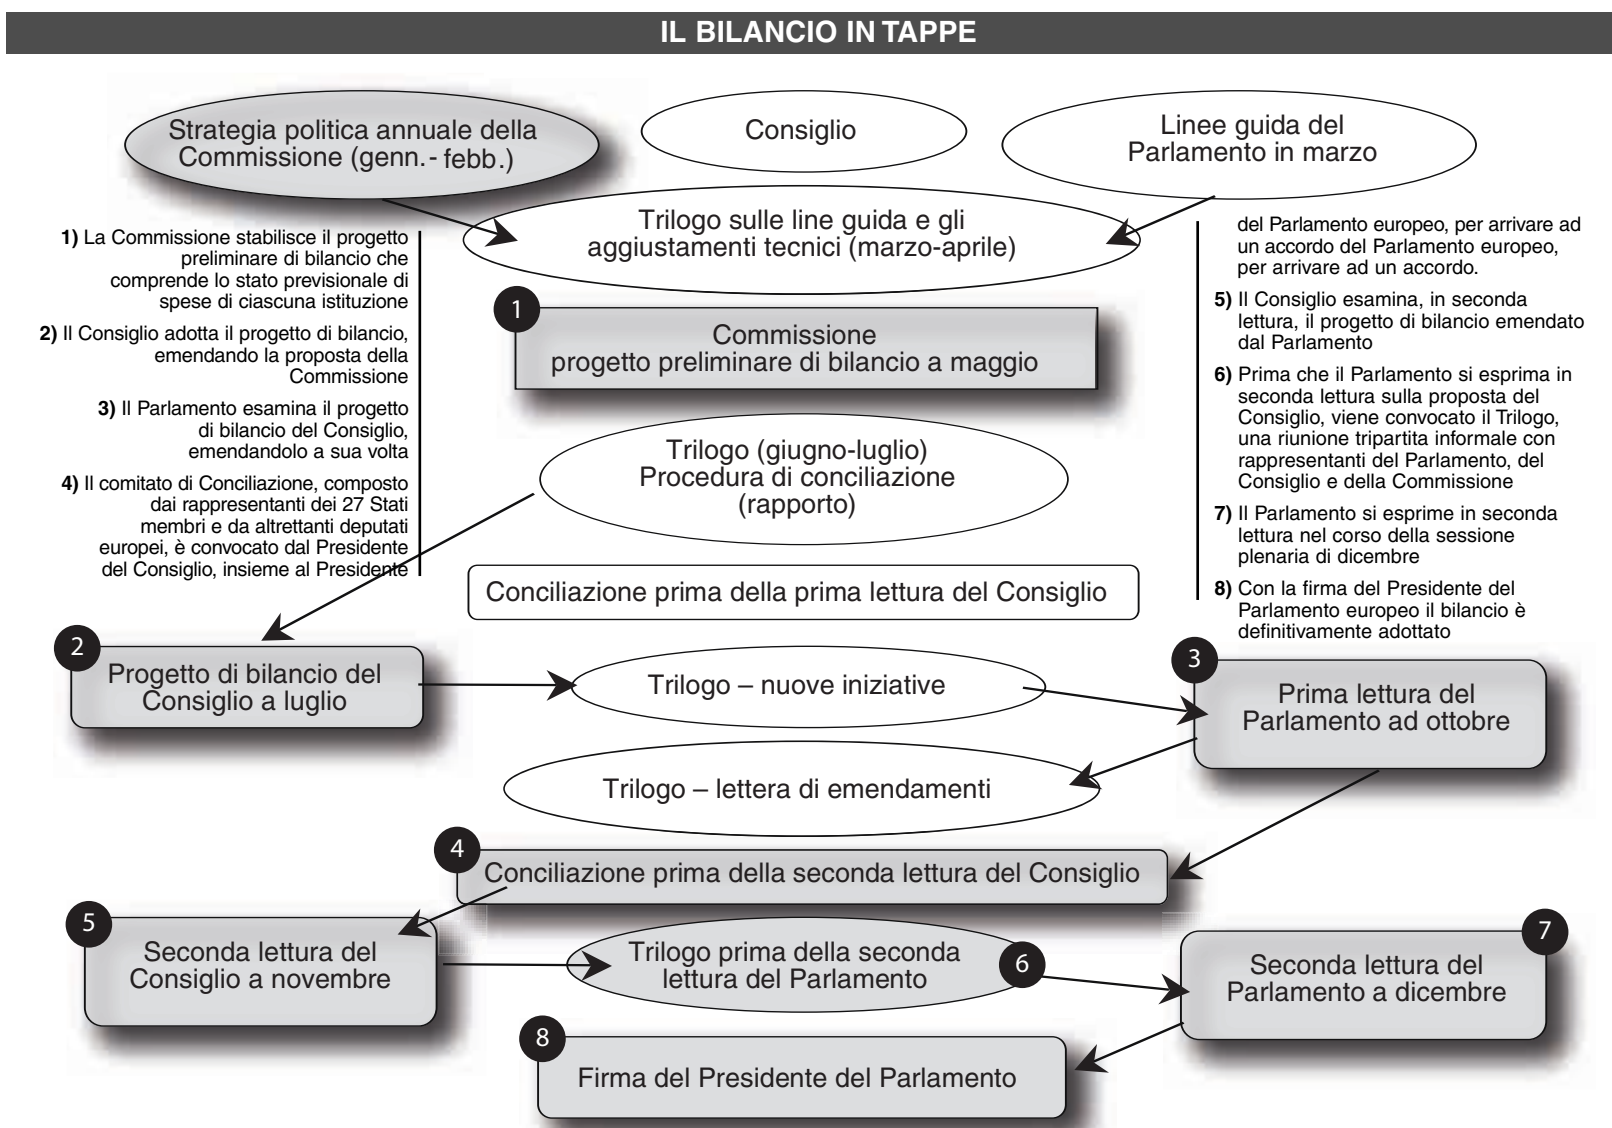 IL BILANCIO IN TAPPE
Strategia politica annuale della
Commissione (genn.- febb.)
Consiglio
Linee guida del
Parlamento in marzo
Trilogo sulle line guida e gli
aggiustamenti tecnici (marzo-aprile)
1) La Commissione stabilisce il progetto
preliminare di bilancio che
comprende lo stato previsionale di
spese di ciascuna istituzione
2) Il Consiglio adotta il progetto di bilancio,
emendando la proposta della
Commissione
3) Il Parlamento esamina il progetto
di bilancio del Consiglio,
emendandolo a sua volta
4) Il comitato di Conciliazione, composto
dai rappresentanti dei 27 Stati
membri e da altrettanti deputati
europei, è convocato dal Presidente
del Consiglio, insieme al Presidente
del Parlamento europeo, per arrivare ad
un accordo del Parlamento europeo,
per arrivare ad un accordo.
5) Il Consiglio esamina, in seconda
lettura, il progetto di bilancio emendato
dal Parlamento
6) Prima che il Parlamento si esprima in
seconda lettura sulla proposta del
Consiglio, viene convocato il Trilogo,
una riunione tripartita informale con
rappresentanti del Parlamento, del
Consiglio e della Commissione
7) Il Parlamento si esprime in seconda
lettura nel corso della sessione
plenaria di dicembre
8) Con la firma del Presidente del
Parlamento europeo il bilancio è
definitivamente adottato
1
Commissione
progetto preliminare di bilancio a maggio
Trilogo (giugno-luglio)
Procedura di conciliazione
(rapporto)
Conciliazione prima della prima lettura del Consiglio
2
Progetto di bilancio del
Consiglio a luglio
Trilogo – nuove iniziative
3
Prima lettura del
Parlamento ad ottobre
Trilogo – lettera di emendamenti
4
Conciliazione prima della seconda lettura del Consiglio
5
Seconda lettura del
Consiglio a novembre
Trilogo prima della seconda
lettura del Parlamento
6
7
Seconda lettura del
Parlamento a dicembre
8
Firma del Presidente del Parlamento